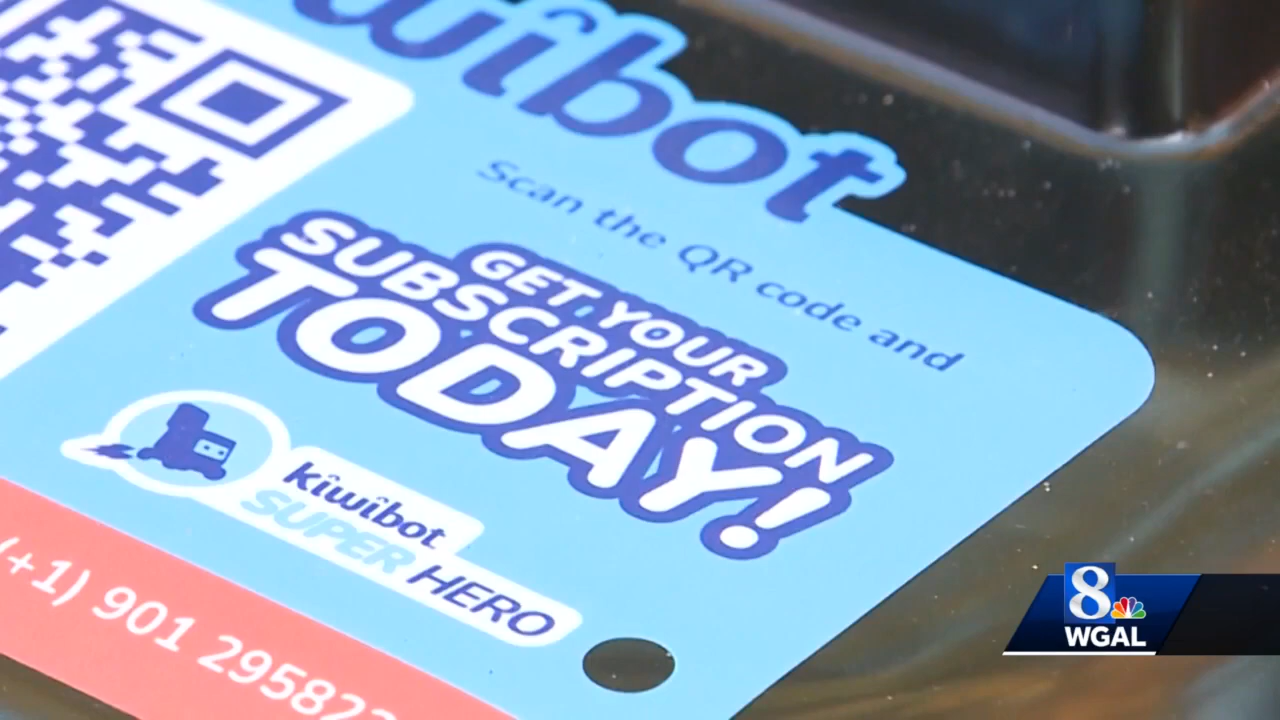 wibot
Scan the QR code and
GET YOUR
SUBSCRIPTION
TODAY!
kiwibot
SUPER HERO
(+1) 901 29582
8
WGAL